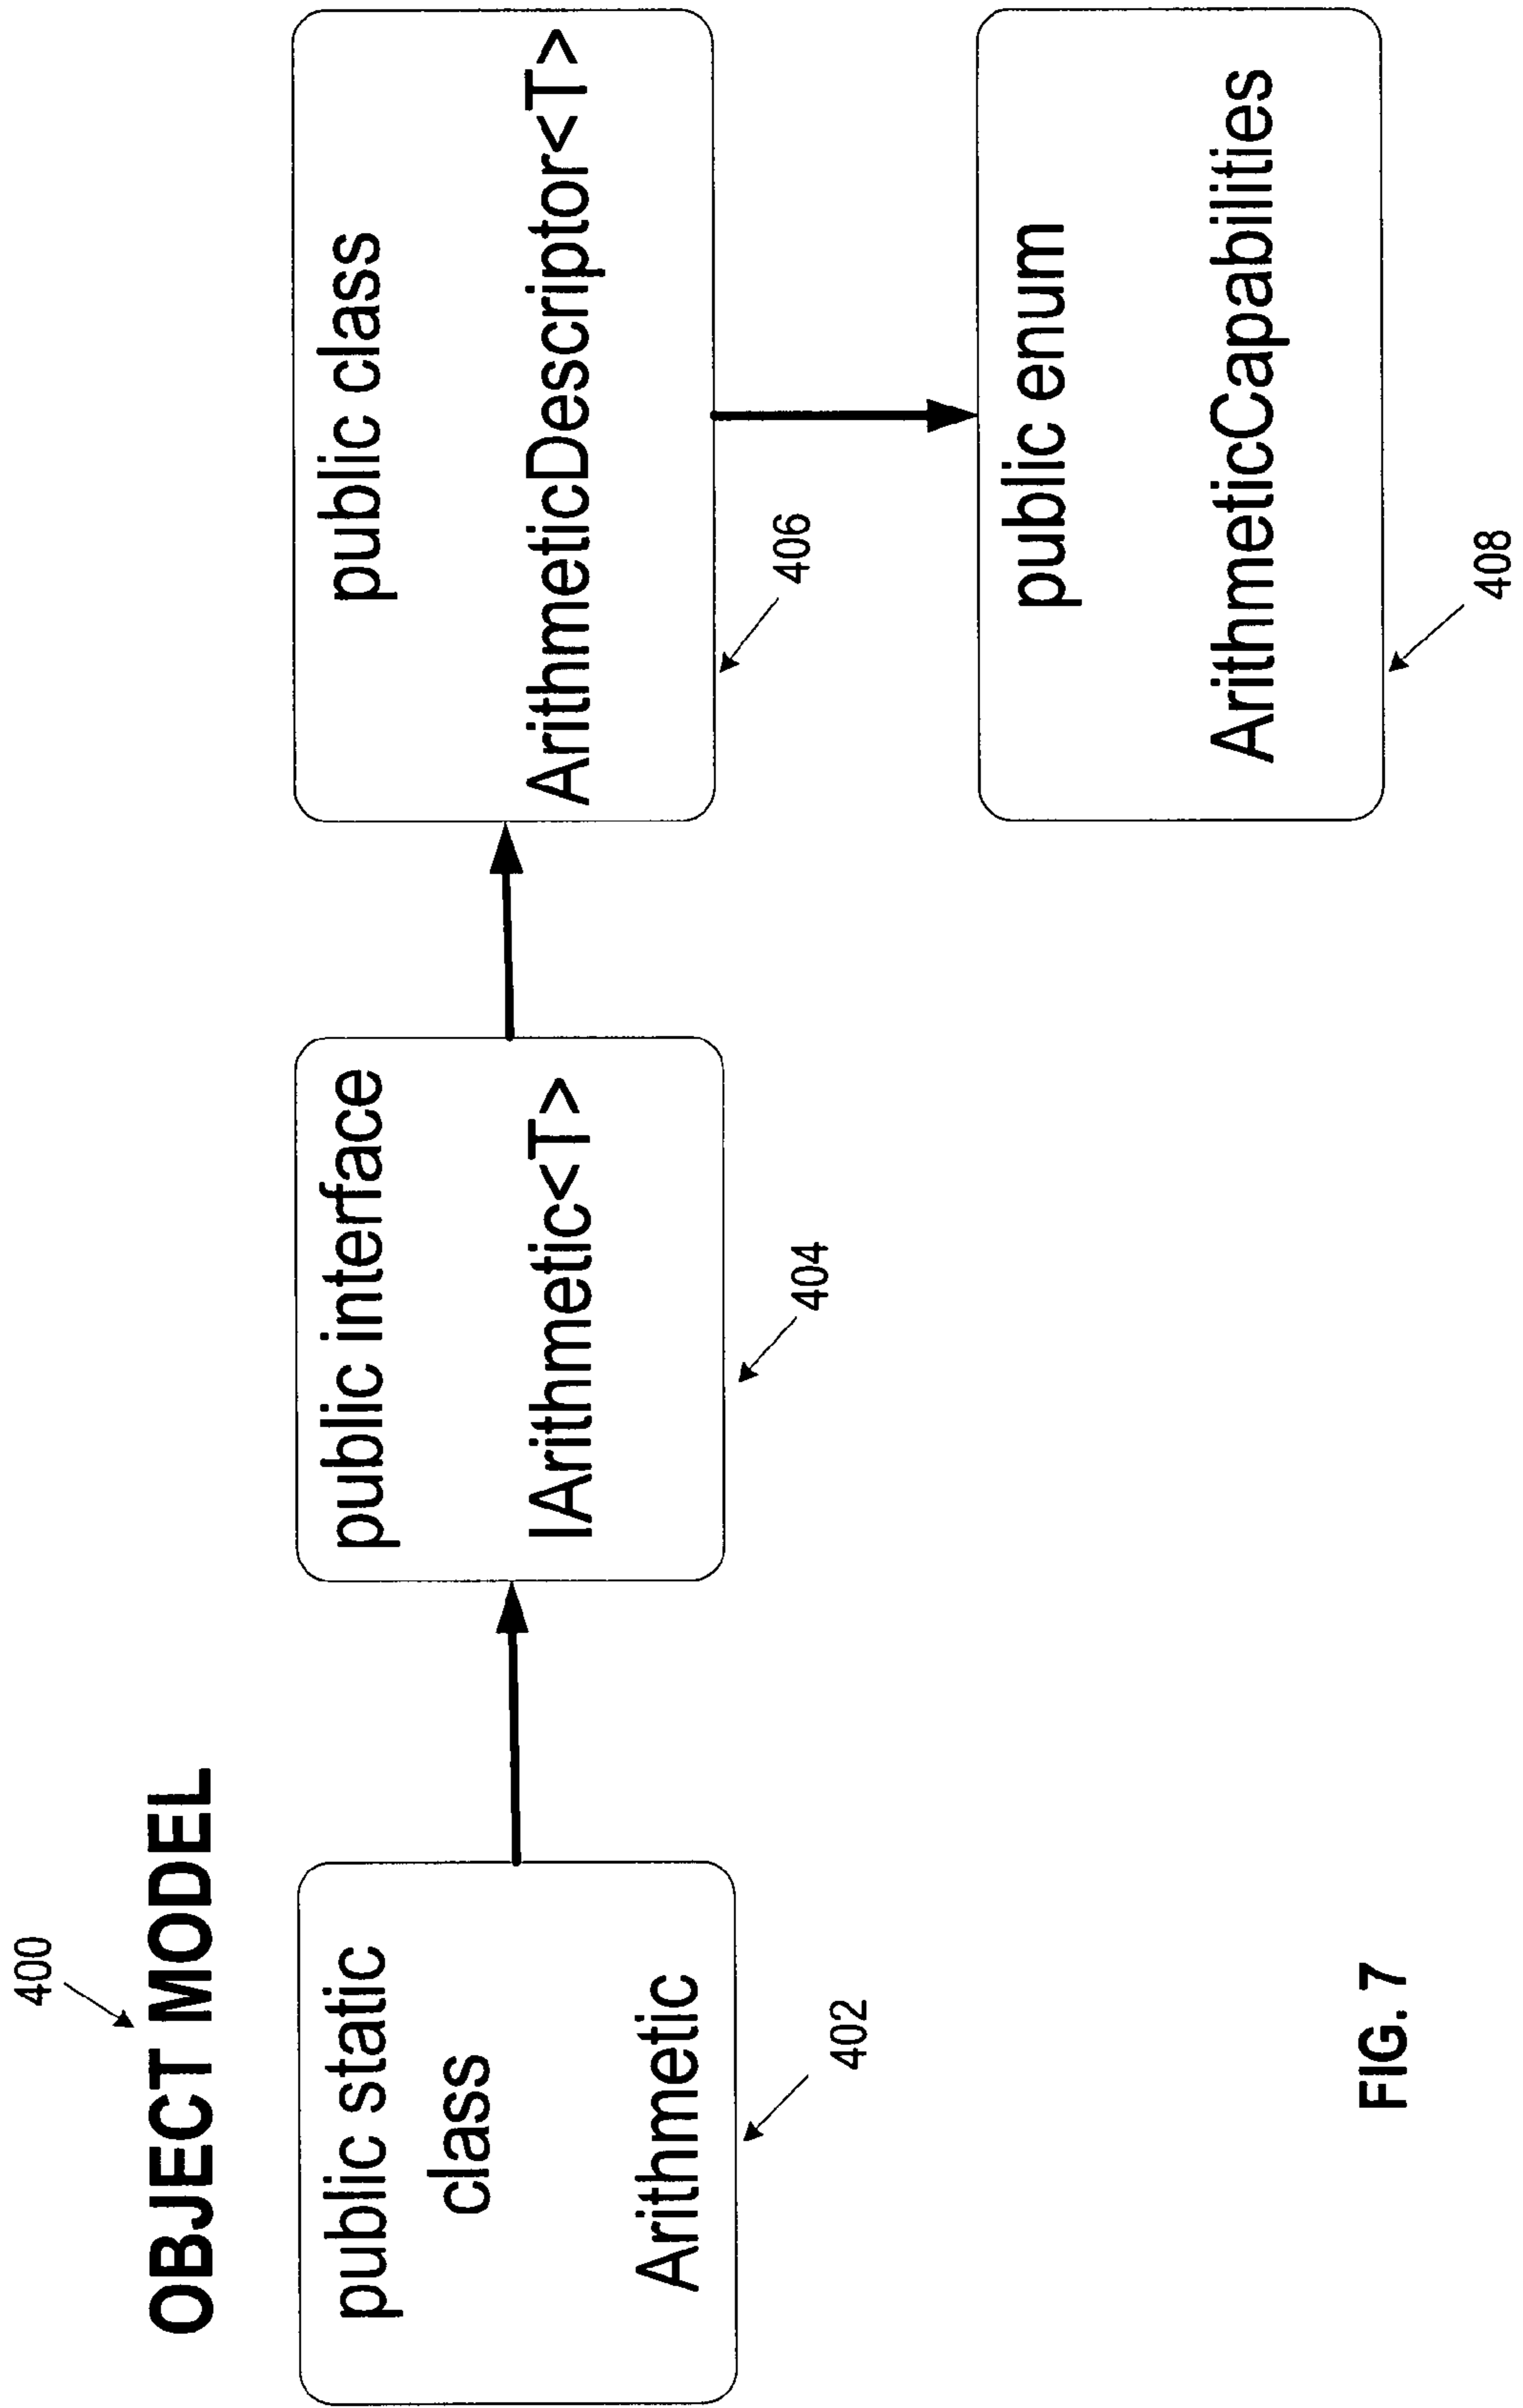 400
OBJECT MODEL
public static
class
Arithmetic
402
public interface
IArithmetic<T>
404
public class
ArithmeticDescriptor<T>
406
public enum
ArithmeticCapabilities
408
FIG. 7